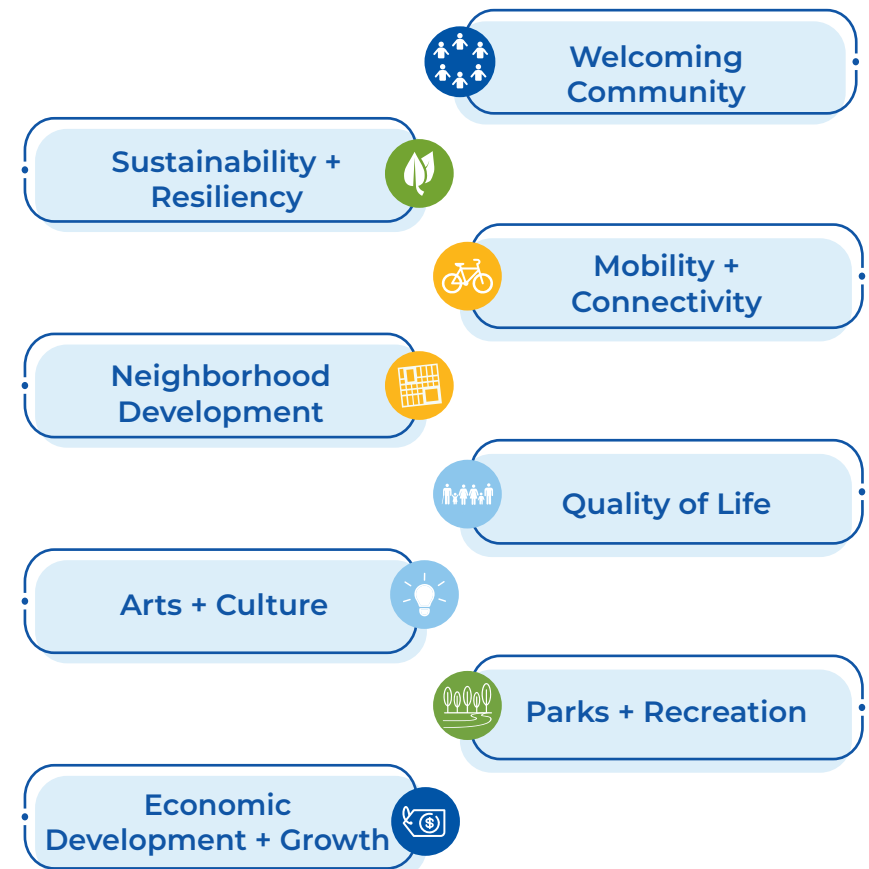 Welcoming
Community
Sustainability +
Resiliency
Mobility +
Connectivity
Neighborhood
Development
Quality of Life
Arts + Culture
Parks + Recreation
Economic
Development + Growth
$